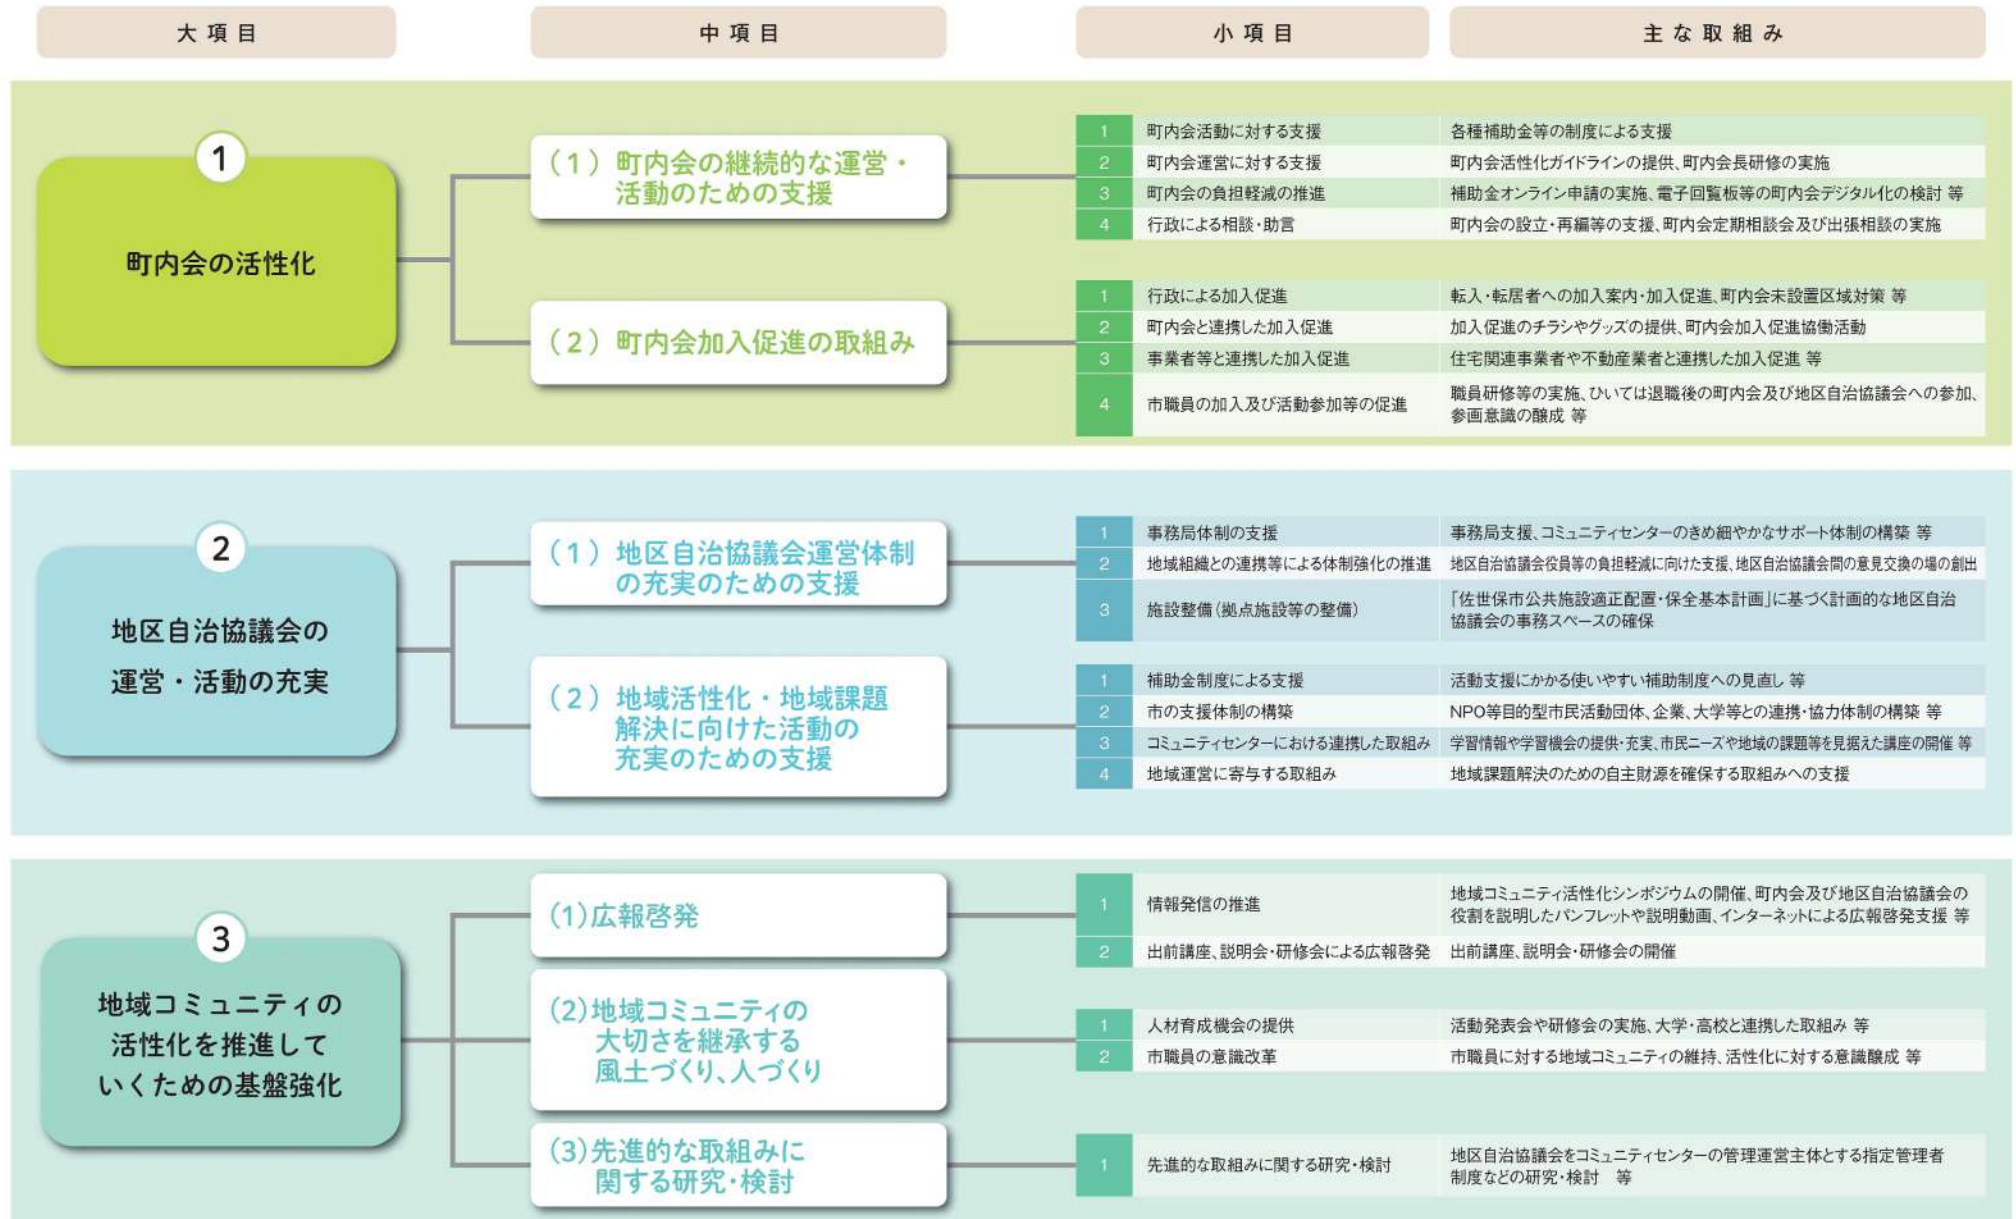 大項目
中項目
小項目
主な取組み
1
町内会の活性化
(1) 町内会の継続的な運営・
活動のための支援
1 町内会活動に対する支援 各種補助金等の制度による支援
2 町内会運営に対する支援 町内会活性化ガイドラインの提供、町内会長研修の実施
3 町内会の負担軽減の推進 補助金オンライン申請の実施、電子回覧板等の町内会デジタル化の検討 等
4 行政による相談・助言 町内会の設立・再編等の支援、町内会定期相談会及び出張相談の実施
(2) 町内会加入促進の取組み
1 行政による加入促進 転入・転居者への加入案内・加入促進、町内会未設置区域対策 等
2 町内会と連携した加入促進 加入促進のチラシやグッズの提供、町内会加入促進協働活動
3 事業者等と連携した加入促進 住宅関連事業者や不動産業者と連携した加入促進 等
4 市職員の加入及び活動参加等の促進 職員研修等の実施、ひいては退職後の町内会及び地区自治協議会への参加、
参画意識の醸成 等
2
地区自治協議会の
運営・活動の充実
(1) 地区自治協議会運営体制
の充実のための支援
1 事務局体制の支援 事務局支援、コミュニティセンターのきめ細やかなサポート体制の構築 等
2 地域組織との連携等による体制強化の推進 地区自治協議会役員等の負担軽減に向けた支援、地区自治協議会間の意見交換の場の創出
3 施設整備(拠点施設等の整備) 「佐世保市公共施設適正配置・保全基本計画」に基づく計画的な地区自治
協議会の事務スペースの確保
(2) 地域活性化・地域課題
解決に向けた活動の
充実のための支援
1 補助金制度による支援 活動支援にかかる使いやすい補助制度への見直し 等
2 市の支援体制の構築 NPO等目的型市民活動団体、企業、大学等との連携・協力体制の構築 等
3 コミュニティセンターにおける連携した取組み 学習情報や学習機会の提供・充実、市民ニーズや地域の課題等を見据えた講座の開催 等
4 地域運営に寄与する取組み 地域課題解決のための自主財源を確保する取組みへの支援
3
地域コミュニティの
活性化を推進して
いくための基盤強化
(1)広報啓発
1 情報発信の推進 地域コミュニティ活性化シンポジウムの開催、町内会及び地区自治協議会の
役割を説明したパンフレットや説明動画、インターネットによる広報啓発支援 等
2 出前講座、説明会・研修会による広報啓発 出前講座、説明会・研修会の開催
(2)地域コミュニティの
大切さを継承する
風土づくり、人づくり
1 人材育成機会の提供 活動発表会や研修会の実施、大学・高校と連携した取組み 等
2 市職員の意識改革 市職員に対する地域コミュニティの維持、活性化に対する意識醸成 等
(3)先進的な取組みに
関する研究・検討
1 先進的な取組みに関する研究・検討 地区自治協議会をコミュニティセンターの管理運営主体とする指定管理者
制度などの研究・検討 等